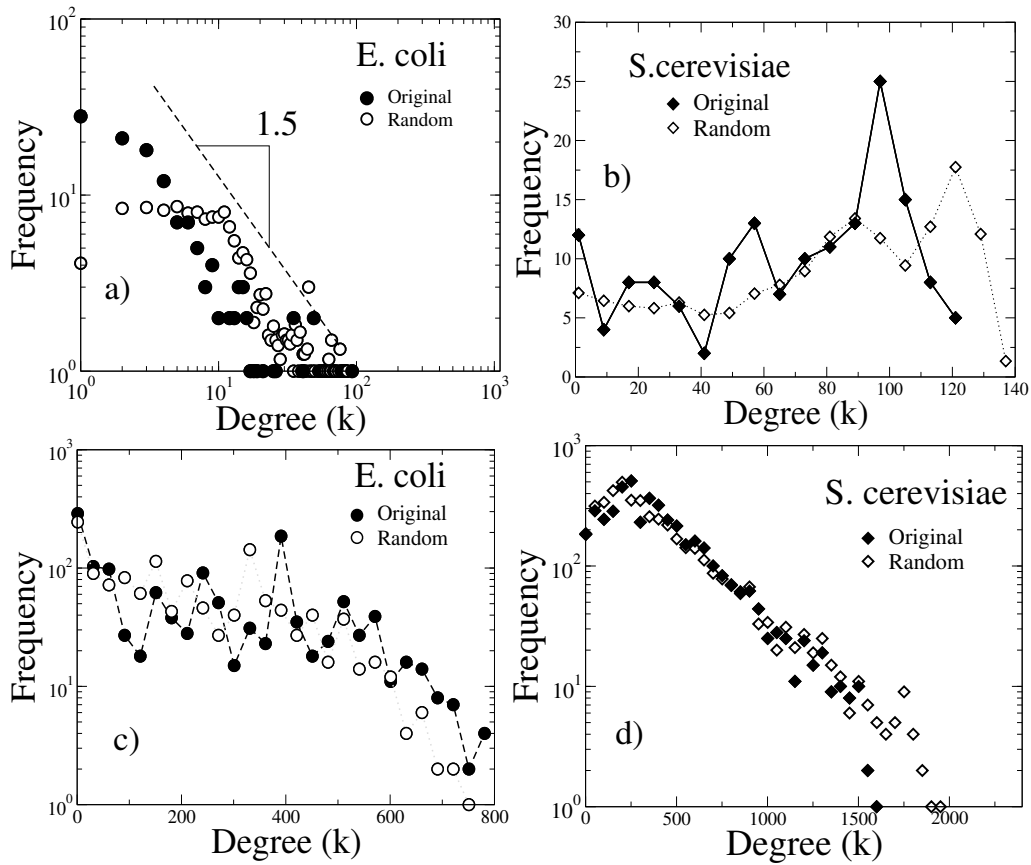 E. coli
Original
Random
1.5
a)
Frequency
Degree (k)
10^0
10^1
10^2
10^0
10^1
10^2
10^3
S.cerevisiae
Original
Random
b)
Frequency
Degree (k)
0
5
10
15
20
25
30
0
20
40
60
80
100
120
140
E. coli
Original
Random
c)
Frequency
Degree (k)
10^0
10^1
10^2
10^3
0
200
400
600
800
S. cerevisiae
Original
Random
d)
Frequency
Degree (k)
10^0
10^1
10^2
10^3
0
500
1000
1500
2000